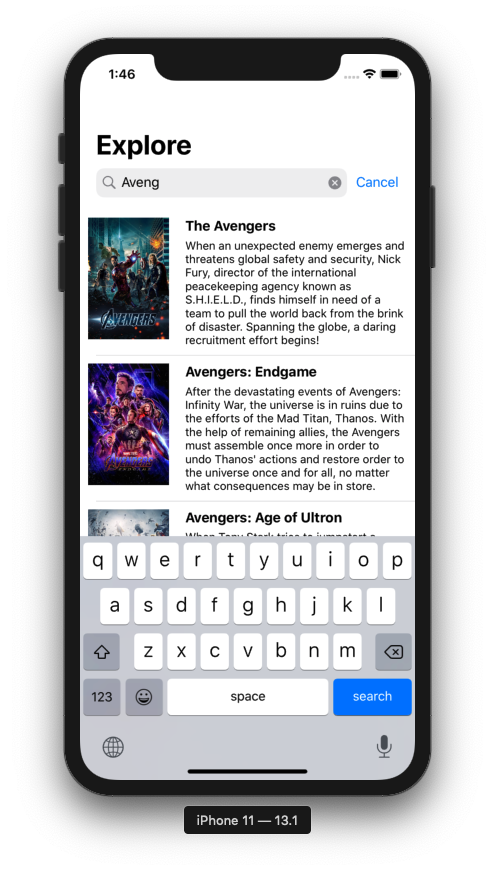 1:46
Explore
Aveng
Cancel
The Avengers
When an unexpected enemy emerges and
threatens global safety and security, Nick
Fury, director of the international
peacekeeping agency known as
S.H.I.E.L.D., finds himself in need of a
team to pull the world back from the brink
of disaster. Spanning the globe, a daring
recruitment effort begins!
AVENGERS
Avengers: Endgame
After the devastating events of Avengers:
Infinity War, the universe is in ruins due to
the efforts of the Mad Titan, Thanos. With
the help of remaining allies, the Avengers
must assemble once more in order to
undo Thanos' actions and restore order to
the universe once and for all, no matter
what consequences may be in store.
AVENGERS
Avengers: Age of Ultron
When Tony Stark tries to jumpstart a
q w e r t y u i o p
a s d f g h j k l
z x c v b n m
123 space search
iPhone 11 — 13.1